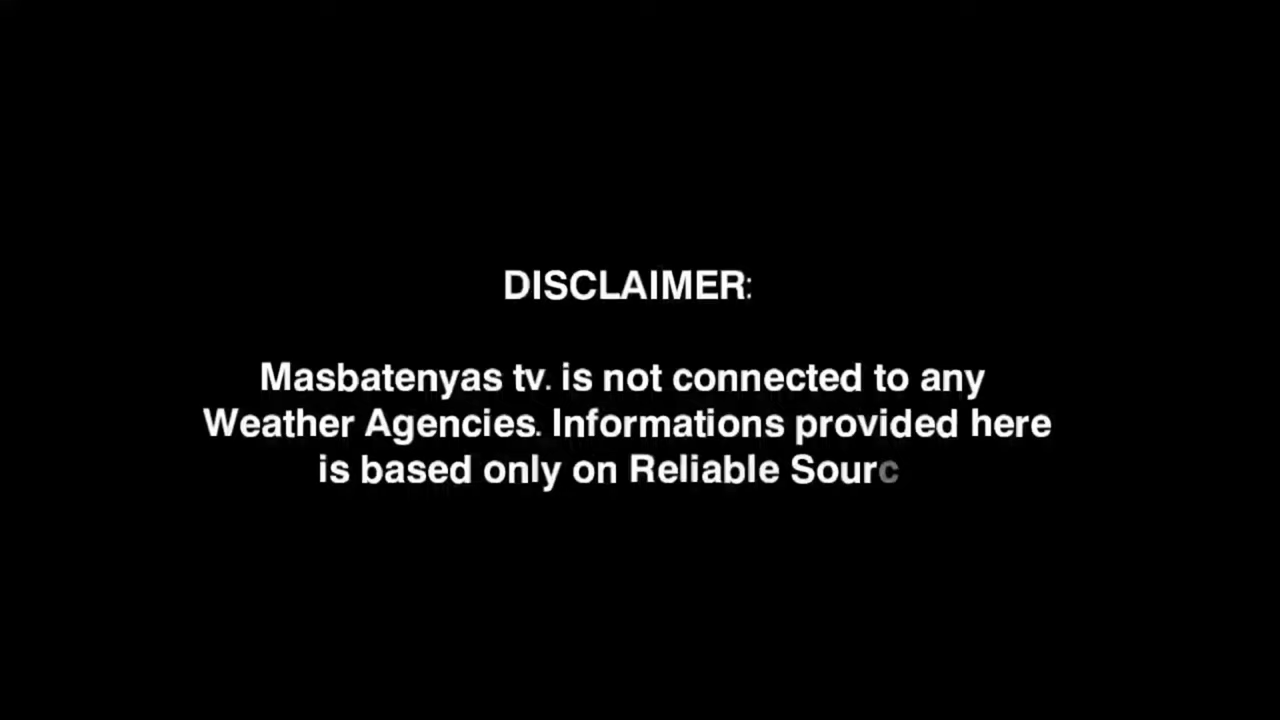 DISCLAIMER:
Masbatenyas tv. is not connected to any
Weather Agencies. Informations provided here
is based only on Reliable Sourc